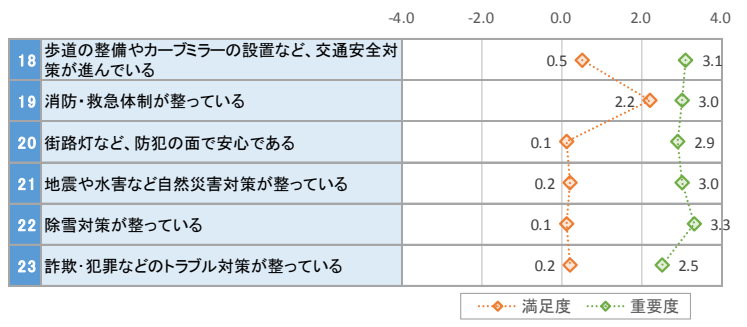 -4.0 -2.0 0.0 2.0 4.0
18 歩道の整備やカーブミラーの設置など、交通安全対
策が進んでいる
0.5 3.1
19 消防・救急体制が整っている 2.2 3.0
20 街路灯など、防犯の面で安心である 0.1 2.9
21 地震や水害など自然災害対策が整っている 0.2 3.0
22 除雪対策が整っている 0.1 3.3
23 詐欺・犯罪などのトラブル対策が整っている 0.2 2.5
満足度 重要度